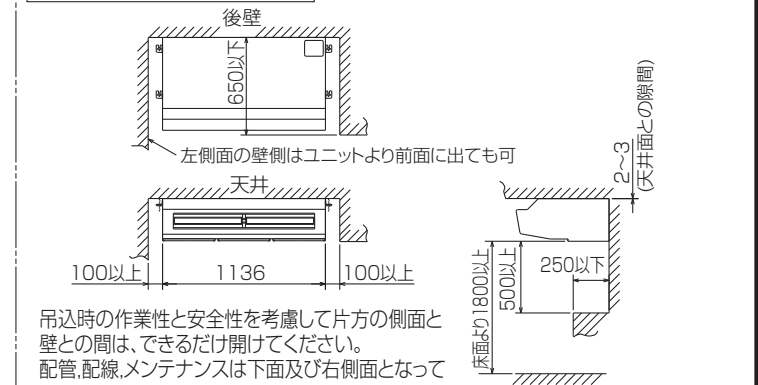 後壁
650以下
左側面の壁側はユニットより前面に出ても可
天井
100以上
1136
100以上
2~3
(天井面との隙間)
床面より1800以上
500以上
250以下
吊込時の作業性と安全性を考慮して片方の側面と
壁との間は、できるだけ開けてください。
配管,配線,メンテナンスは下面及び右側面となって